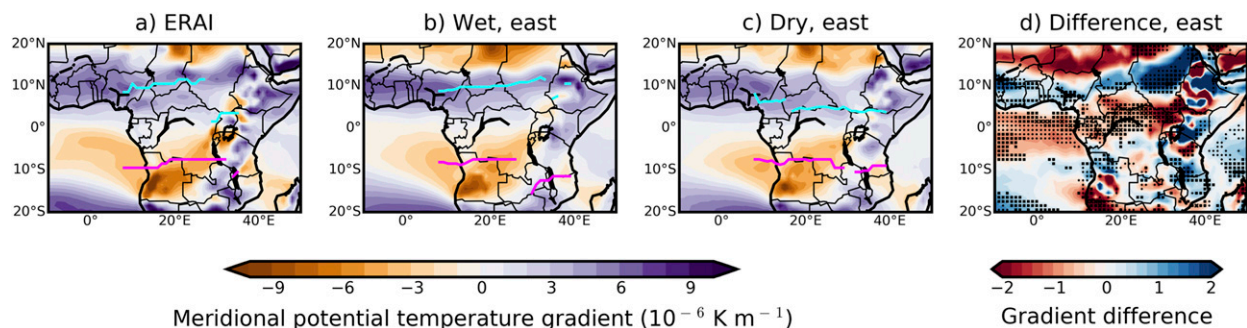 a) ERAI
b) Wet, east
c) Dry, east
d) Difference, east
20°N
10°N
0°
10°S
20°S
0°
20°E
40°E
20°N
10°N
0°
10°S
20°S
0°
20°E
40°E
20°N
10°N
0°
10°S
20°S
0°
20°E
40°E
20°N
10°N
0°
10°S
20°S
0°
20°E
40°E
−9 −6 −3 0 3 6 9
Meridional potential temperature gradient (10⁻⁶ K m⁻¹)
−2 −1 0 1 2
Gradient difference